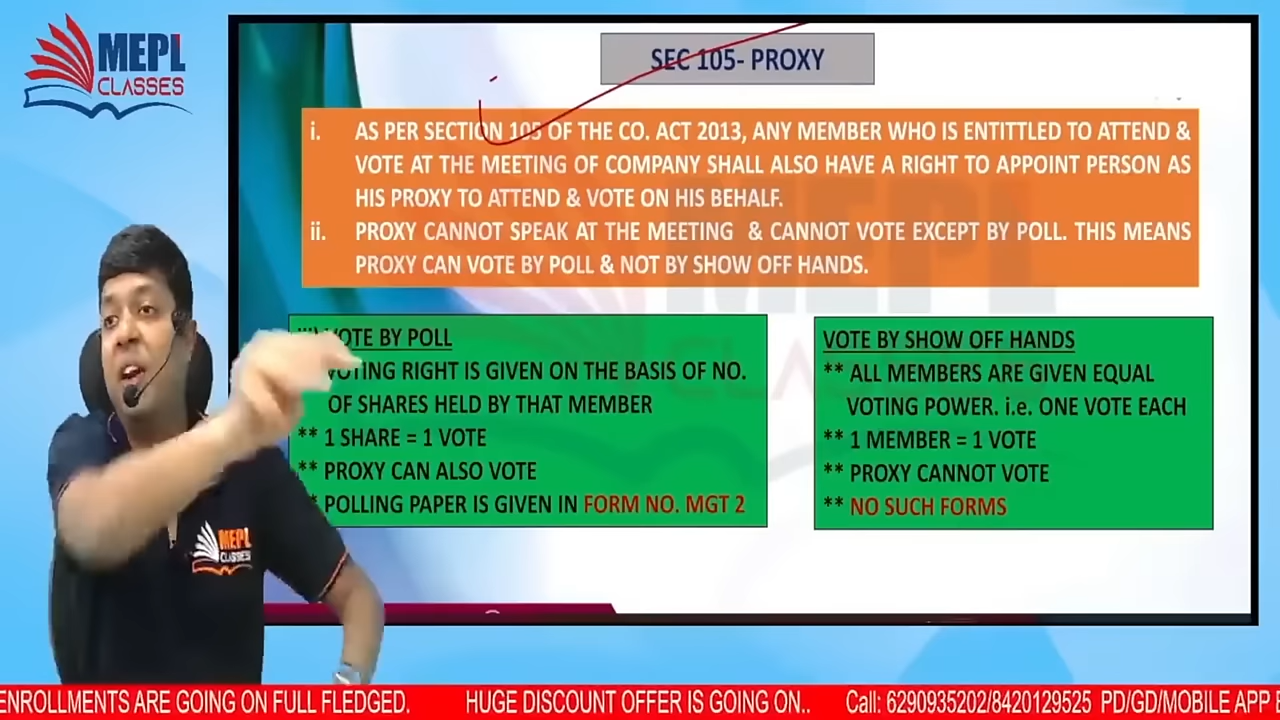 MEPL
CLASSES
SEC 105- PROXY
i. AS PER SECTION 105 OF THE CO. ACT 2013, ANY MEMBER WHO IS ENTITTLED TO ATTEND &
VOTE AT THE MEETING OF COMPANY SHALL ALSO HAVE A RIGHT TO APPOINT PERSON AS
HIS PROXY TO ATTEND & VOTE ON HIS BEHALF.
ii. PROXY CANNOT SPEAK AT THE MEETING & CANNOT VOTE EXCEPT BY POLL. THIS MEANS
PROXY CAN VOTE BY POLL & NOT BY SHOW OFF HANDS.
VOTE BY POLL
VOTING RIGHT IS GIVEN ON THE BASIS OF NO.
OF SHARES HELD BY THAT MEMBER
** 1 SHARE = 1 VOTE
** PROXY CAN ALSO VOTE
* POLLING PAPER IS GIVEN IN FORM NO. MGT 2
VOTE BY SHOW OFF HANDS
** ALL MEMBERS ARE GIVEN EQUAL
VOTING POWER. i.e. ONE VOTE EACH
** 1 MEMBER = 1 VOTE
** PROXY CANNOT VOTE
** NO SUCH FORMS
MEPL
CLASSES
MEPL
CLASSES
ENROLLMENTS ARE GOING ON FULL FLEDGED. HUGE DISCOUNT OFFER IS GOING ON.. Call: 6290935202/8420129525 PD/GD/MOBILE APP